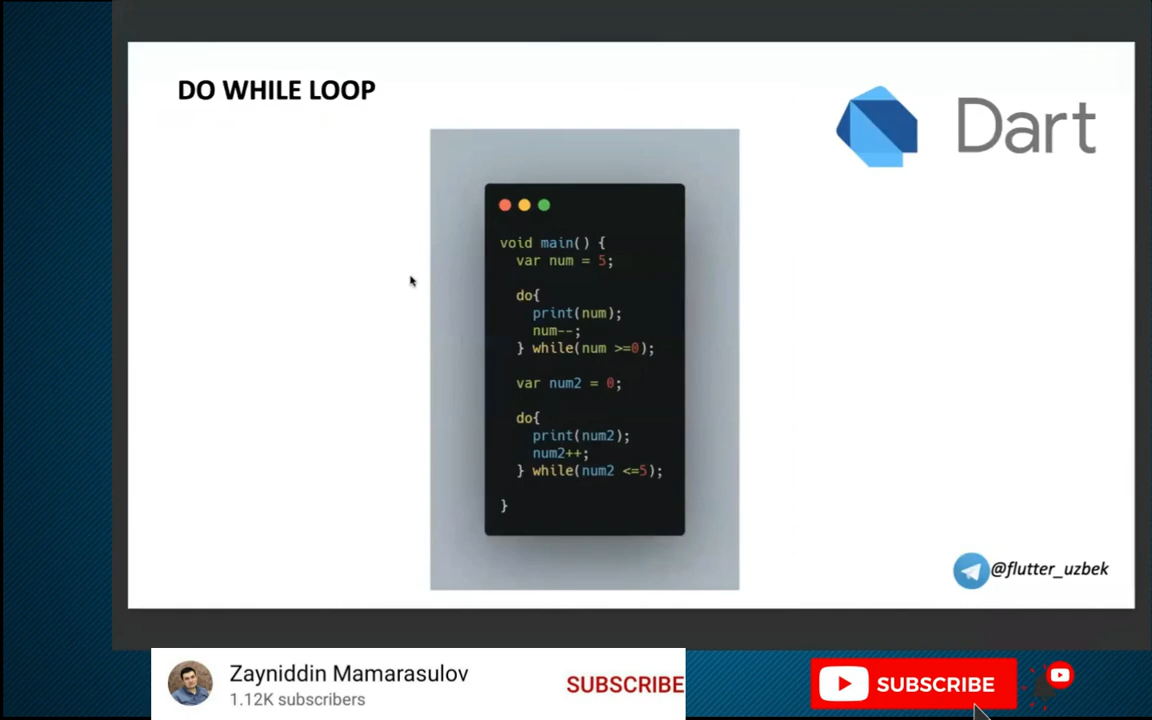 DO WHILE LOOP
Dart
void main() {
  var num = 5;

  do{
    print(num);
    num--;
  } while(num >=0);

  var num2 = 0;

  do{
    print(num2);
    num2++;
  } while(num2 <=5);

}
@flutter_uzbek
Zayniddin Mamarasulov
1.12K subscribers
SUBSCRIBE
SUBSCRIBE